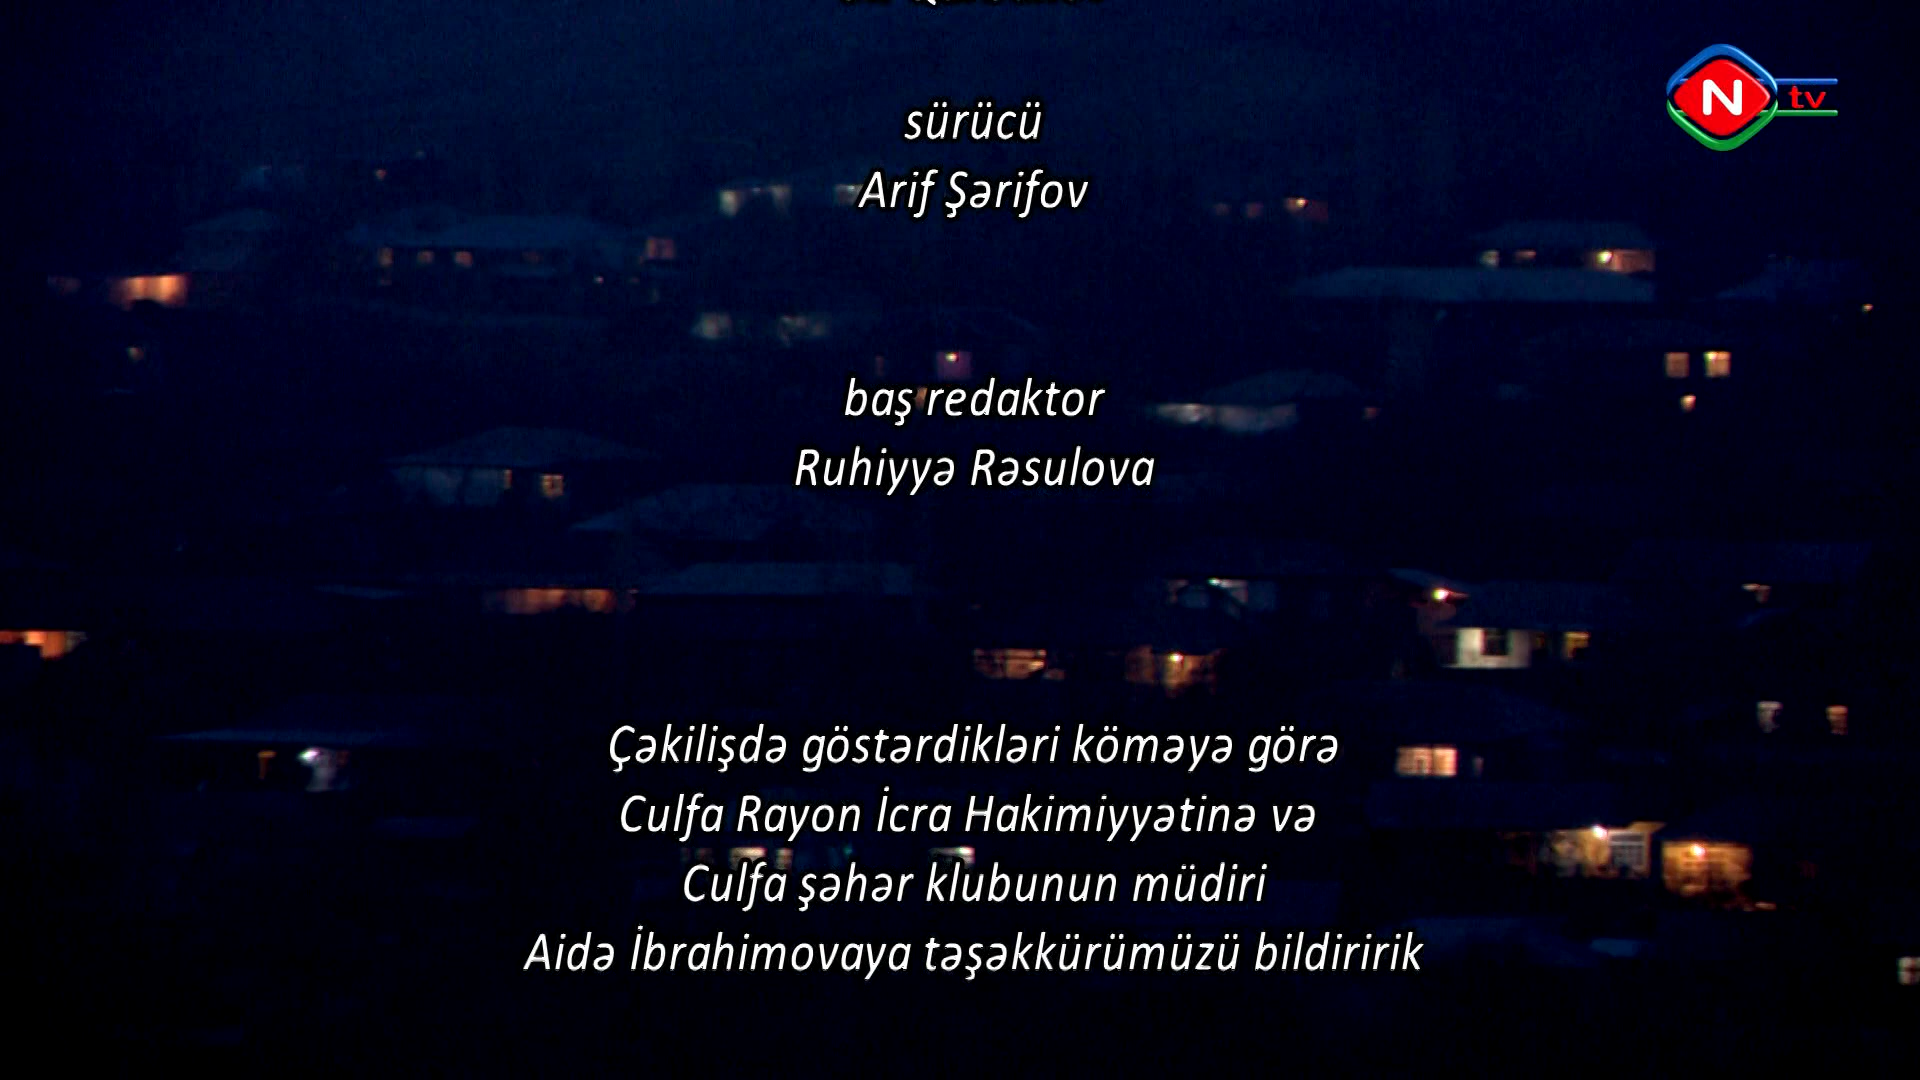 N tv
sürücü
Arif Şərifov
baş redaktor
Ruhiyyə Rəsulova
Çəkilişdə göstərdikləri köməyə görə
Culfa Rayon İcra Hakimiyyətinə və
Culfa şəhər klubunun müdiri
Aidə İbrahimovaya təşəkkürümüzü bildiririk